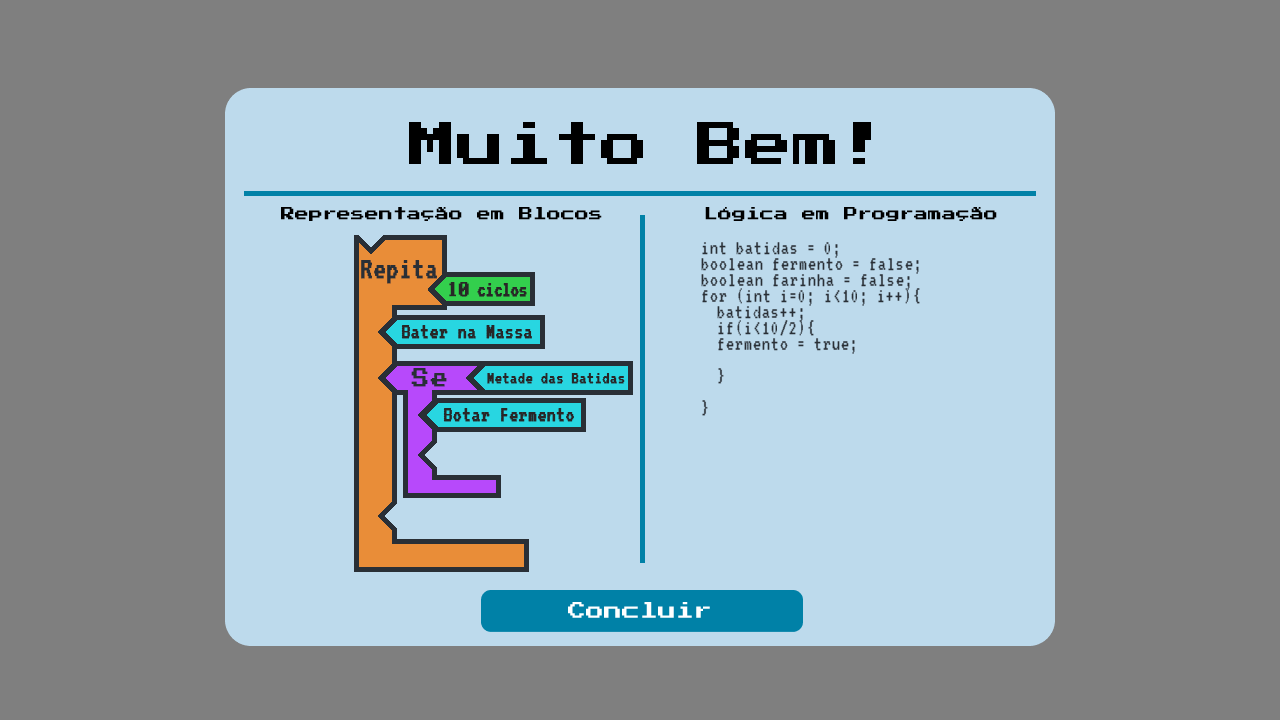 Muito Bem!
Representação em Blocos
Repita
10 ciclos
Bater na Massa
Se
Metade das Batidas
Botar Fermento
Lógica em Programação
int batidas = 0;
boolean fermento = false;
boolean farinha = false;
for (int i=0; i<10; i++){
batidas++;
if(i<10/2){
fermento = true;
}
}
Concluir